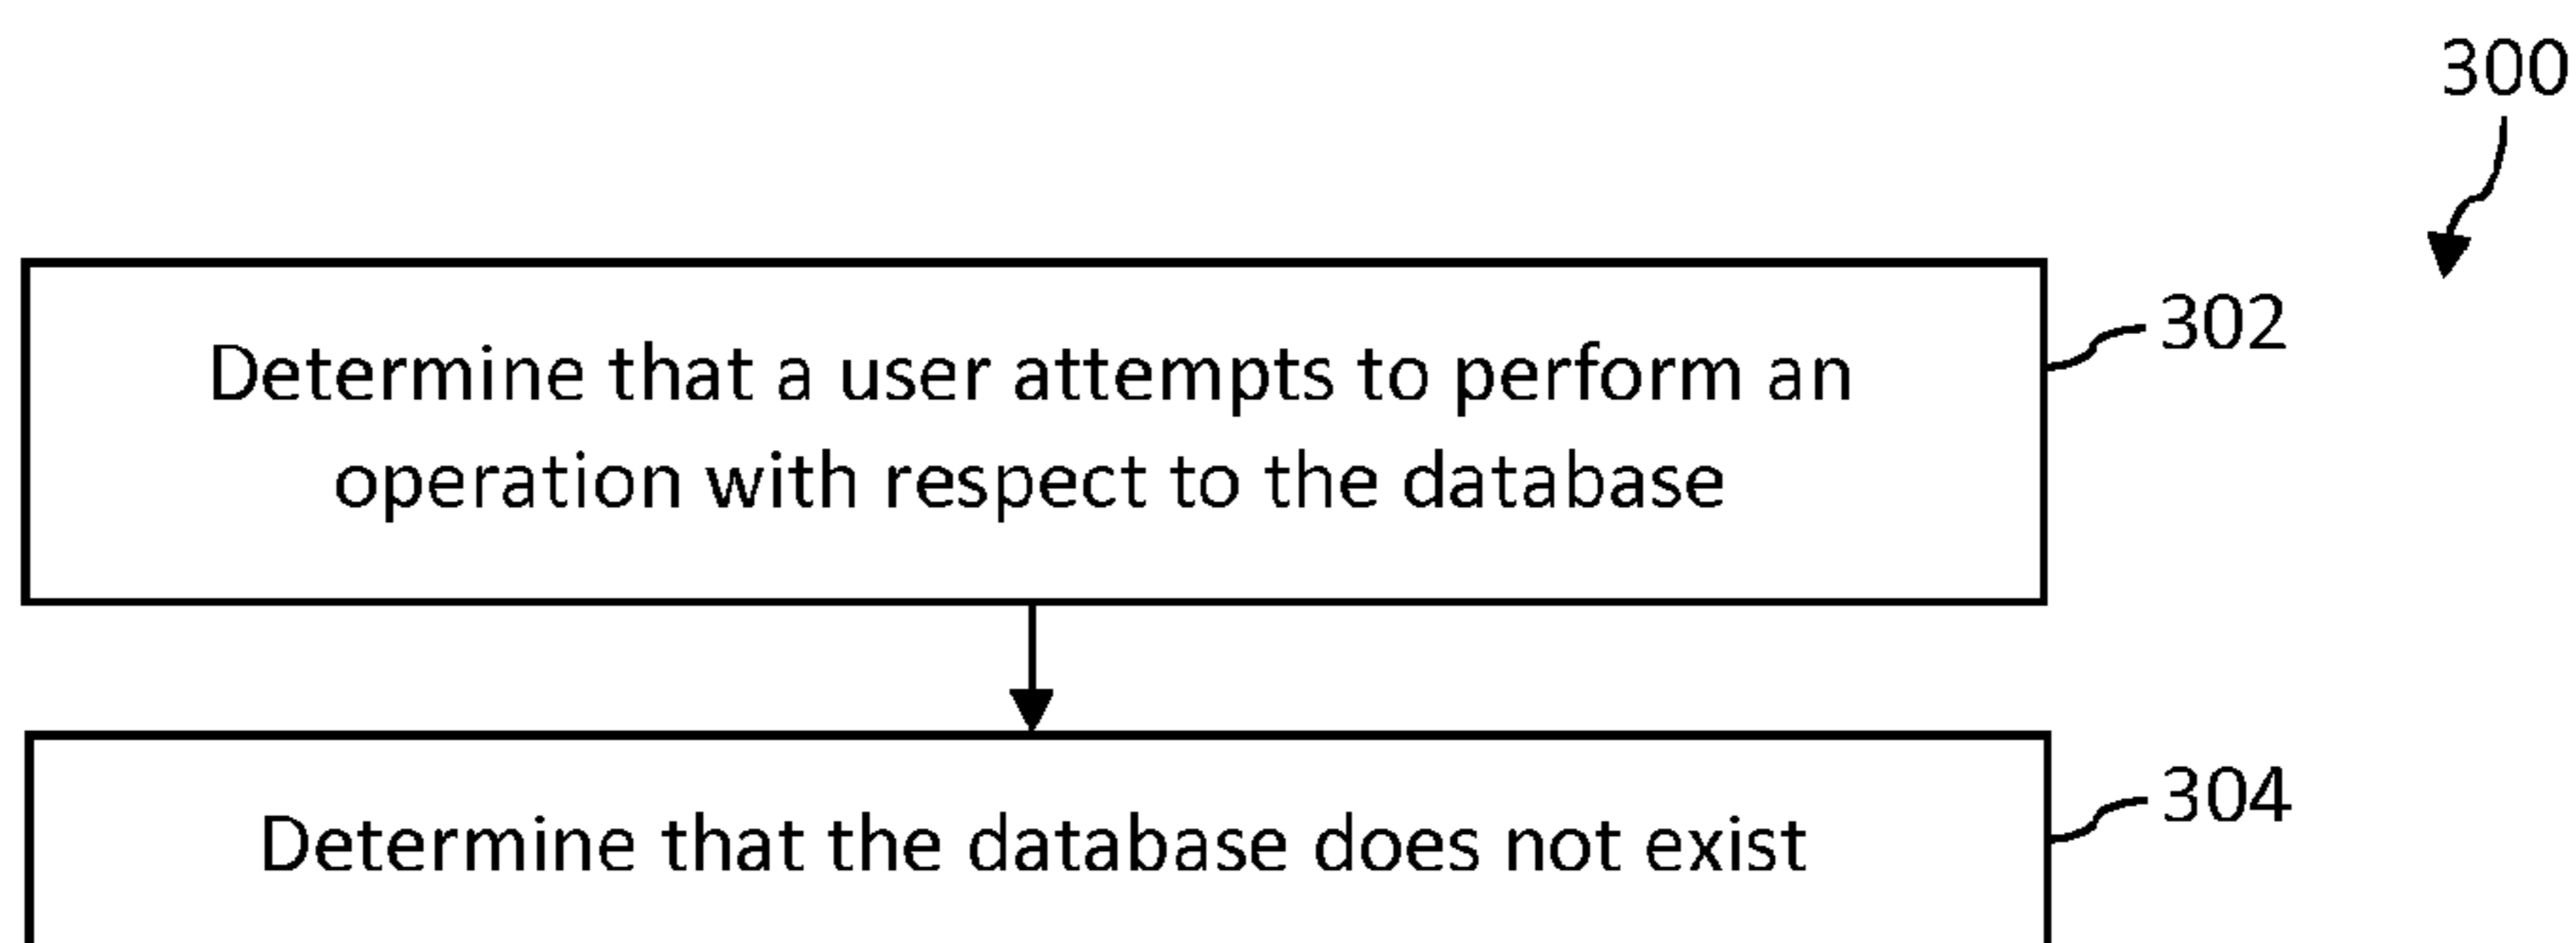 300
302
Determine that a user attempts to perform an
operation with respect to the database
304
Determine that the database does not exist